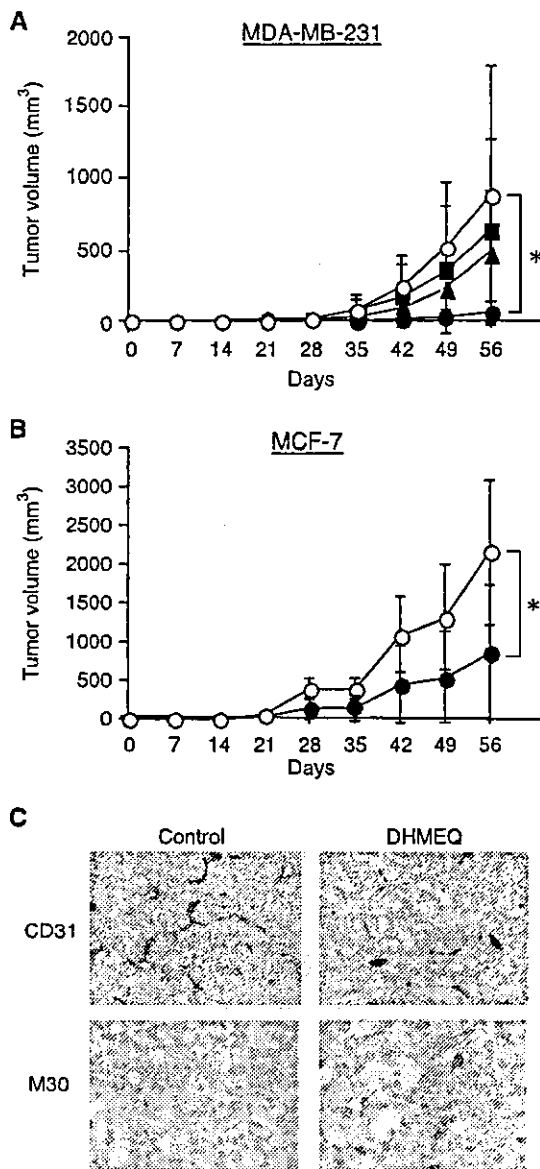 A
MDA-MB-231
Tumor volume (mm³)
2000
1500
1000
500
0
*
0 7 14 21 28 35 42 49 56
Days
B
MCF-7
Tumor volume (mm³)
3500
3000
2500
2000
1500
1000
500
0
*
0 7 14 21 28 35 42 49 56
Days
C
Control DHMEQ
CD31
M30